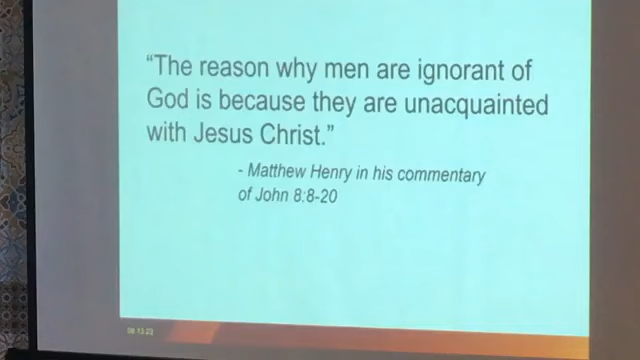 “The reason why men are ignorant of
God is because they are unacquainted
with Jesus Christ.”
- Matthew Henry in his commentary
of John 8:8-20
08.13.23